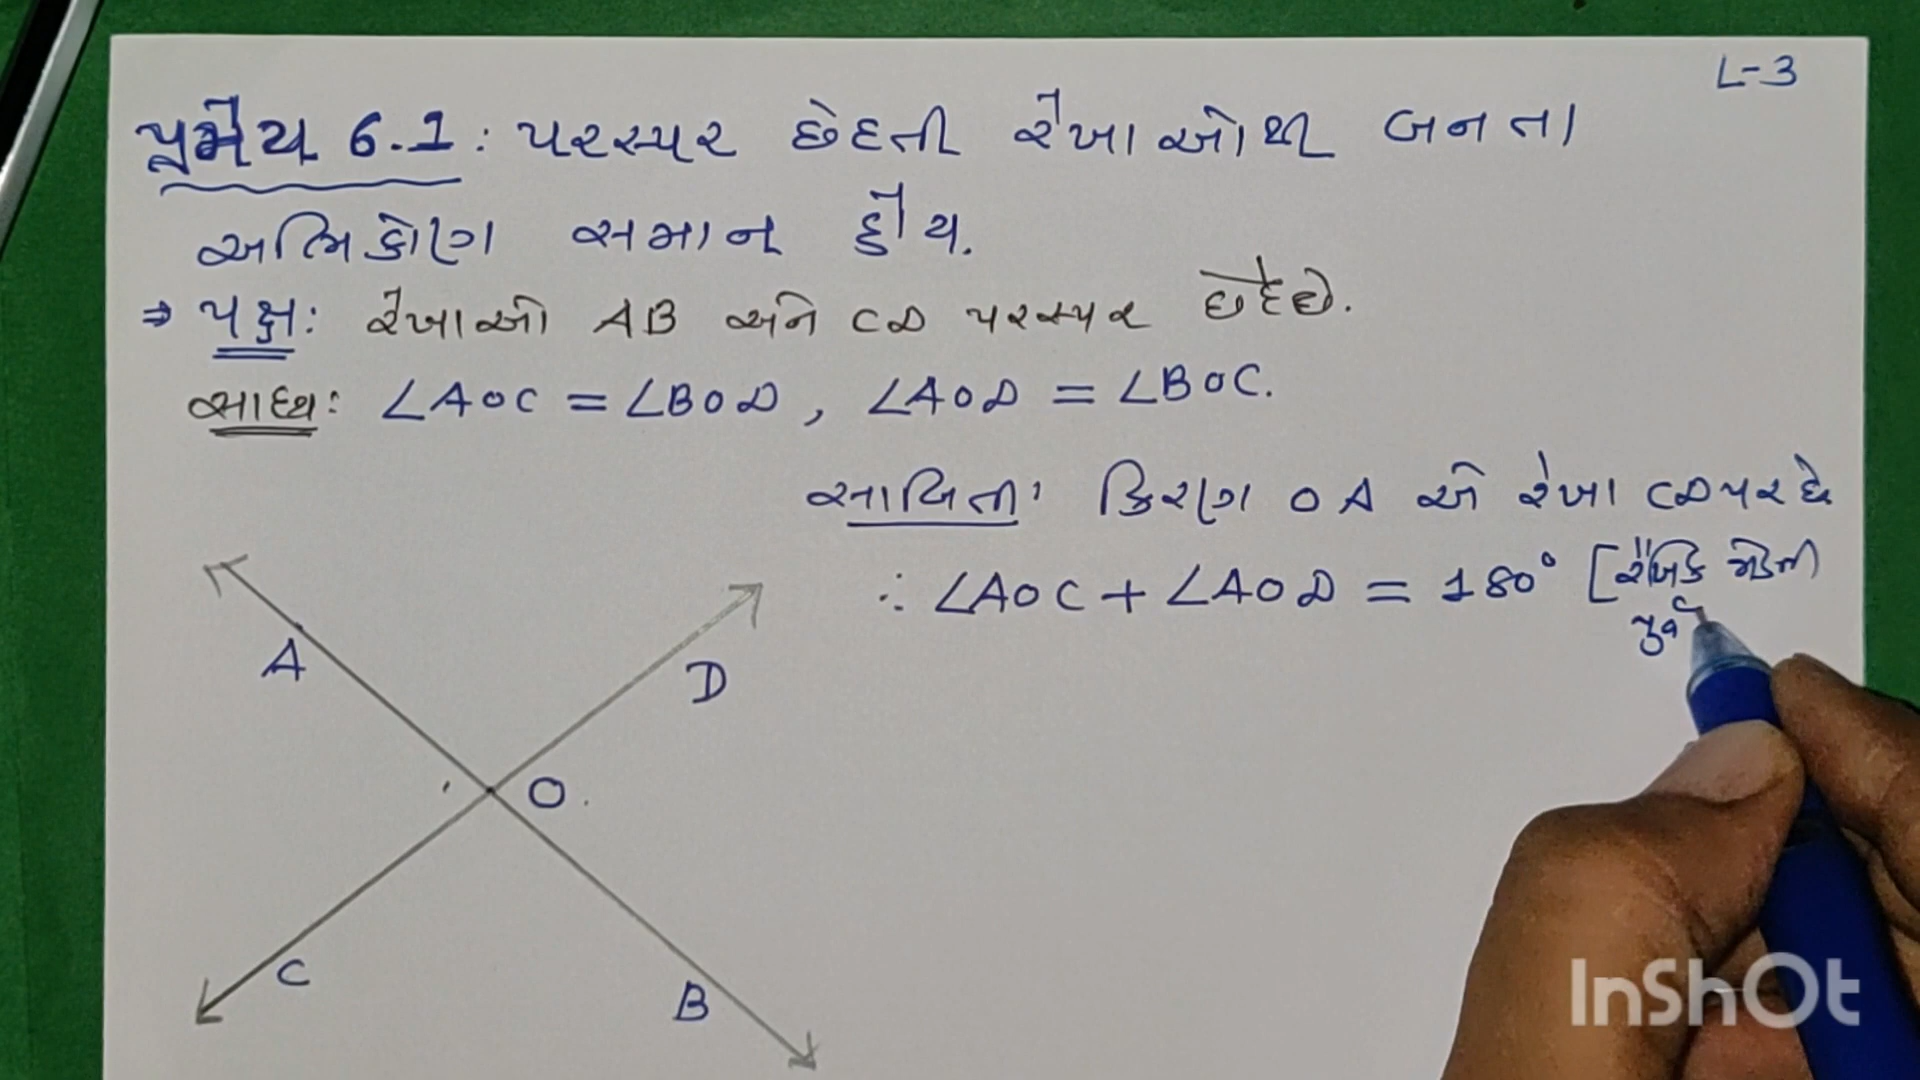 L-3
પ્રમેય 6.1 : પરસ્પર છેદતી રેખાઓથી બનતા
અભિકોણ સમાન હોય.
⇒ પક્ષ : રેખાઓ AB અને CD પરસ્પર છેદેછે.
સાધ્ય : ∠AOC = ∠BOD , ∠AOD = ∠BOC.
સાબિતી : કિરણ OA એ રેખા CD પર છે
∴ ∠AOC + ∠AOD = 180° [રૈખિક જોડની
A
D
O
C
B
InShOt